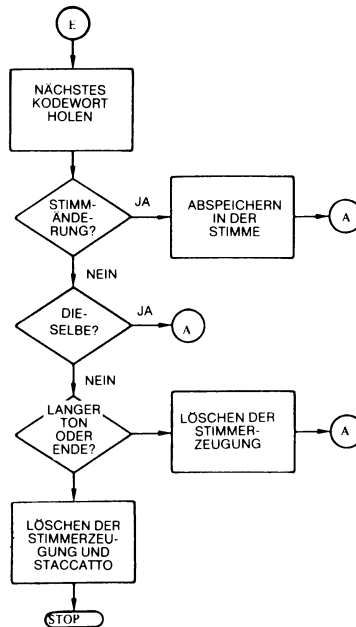 E
NÄCHSTES
KODEWORT
HOLEN
STIMM-
ÄNDE-
RUNG?
JA
ABSPEICHERN
IN DER
STIMME
A
NEIN
DIE-
SELBE?
JA
A
NEIN
LANGER
TON
ODER
ENDE?
LÖSCHEN DER
STIMMER-
ZEUGUNG
A
LÖSCHEN DER
STIMMERZEU-
GUNG UND
STACCATTO
STOP